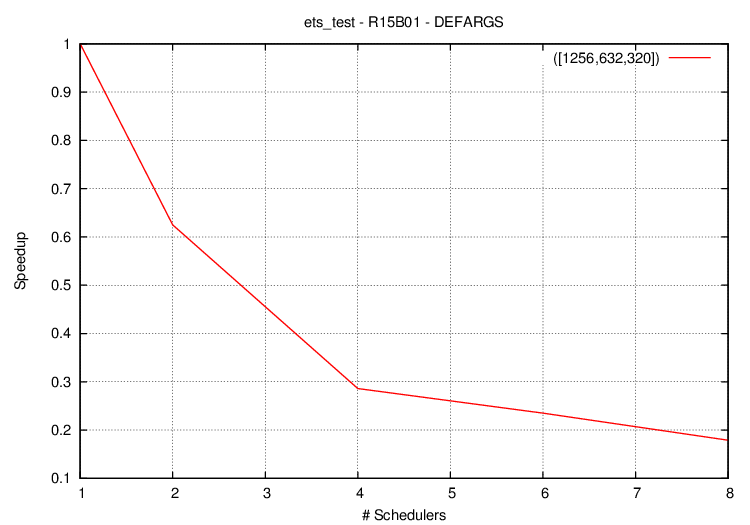 ets_test - R15B01 - DEFARGS
([1256,632,320])
1
0.9
0.8
0.7
0.6
0.5
0.4
0.3
0.2
0.1
Speedup
1 2 3 4 5 6 7 8
# Schedulers